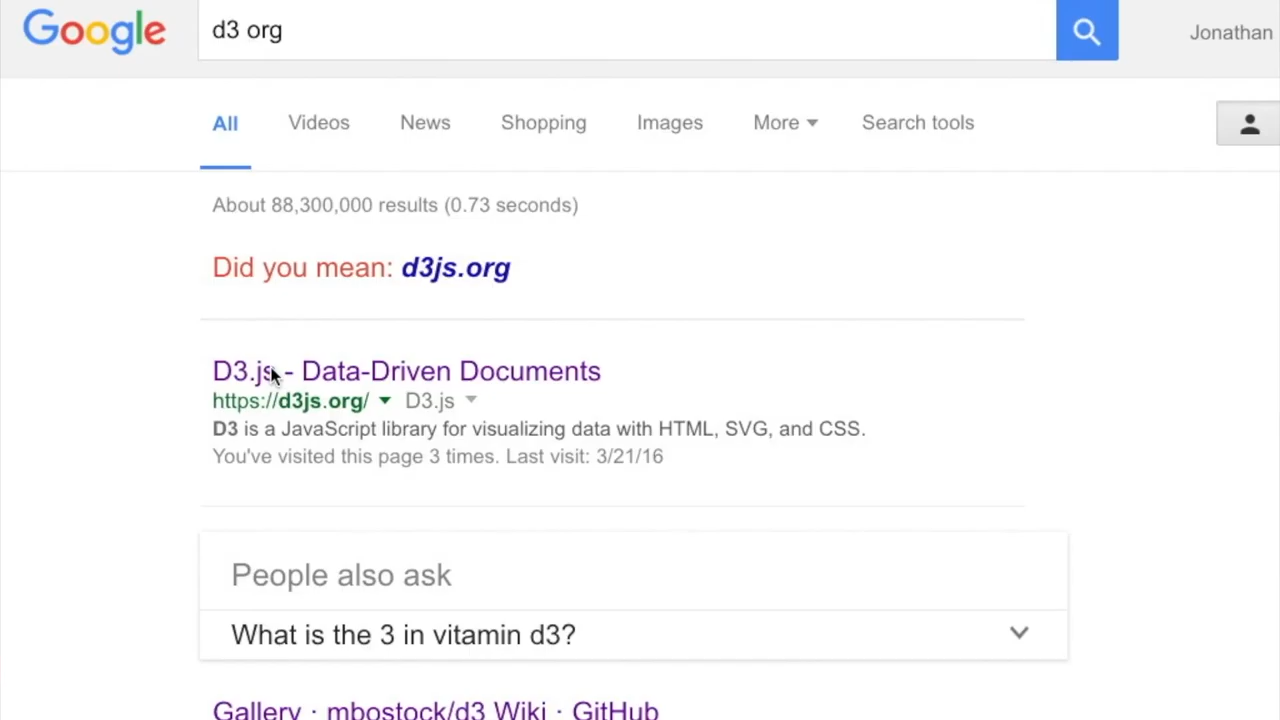 Google d3 org Jonathan
All Videos News Shopping Images More Search tools
About 88,300,000 results (0.73 seconds)
Did you mean: d3js.org
D3.js - Data-Driven Documents
https://d3js.org/ D3.js
D3 is a JavaScript library for visualizing data with HTML, SVG, and CSS.
You've visited this page 3 times. Last visit: 3/21/16
People also ask
What is the 3 in vitamin d3?
Gallery · mbostock/d3 Wiki · GitHub